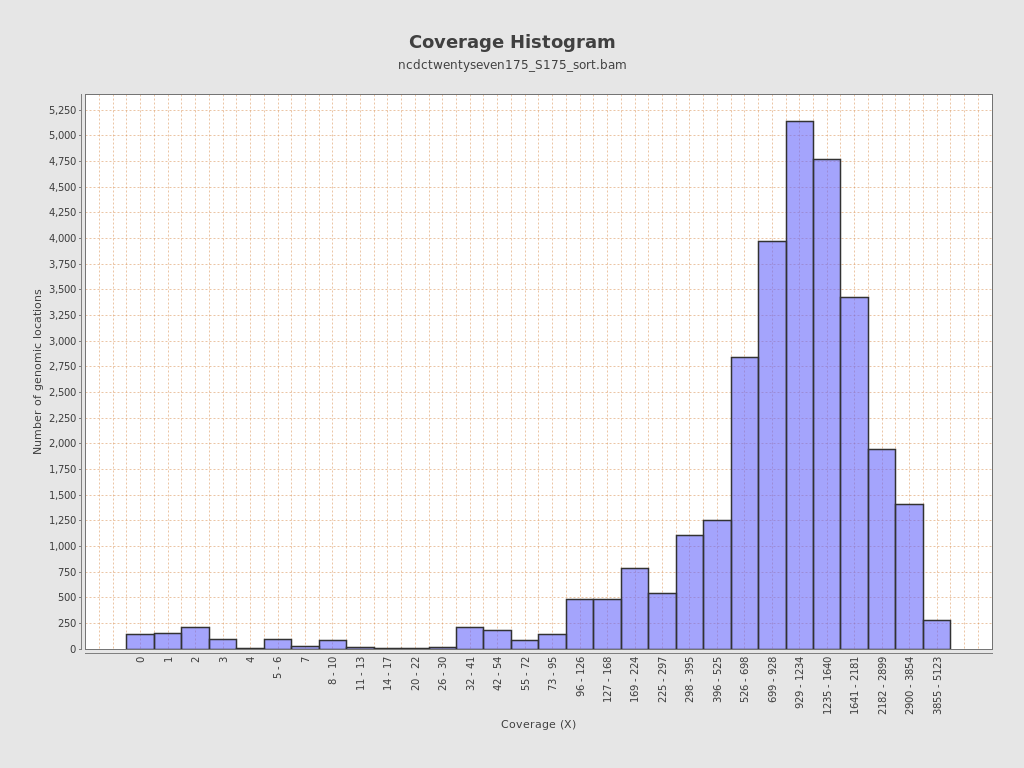 Coverage Histogram
ncdctwentyseven175_S175_sort.bam
Number of genomic locations
5,250
5,000
4,750
4,500
4,250
4,000
3,750
3,500
3,250
3,000
2,750
2,500
2,250
2,000
1,750
1,500
1,250
1,000
750
500
250
0
0
1
2
3
4
5 - 6
7
8 - 10
11 - 13
14 - 17
20 - 22
26 - 30
32 - 41
42 - 54
55 - 72
73 - 95
96 - 126
127 - 168
169 - 224
225 - 297
298 - 395
396 - 525
526 - 698
699 - 928
929 - 1234
1235 - 1640
1641 - 2181
2182 - 2899
2900 - 3854
3855 - 5123
Coverage (X)